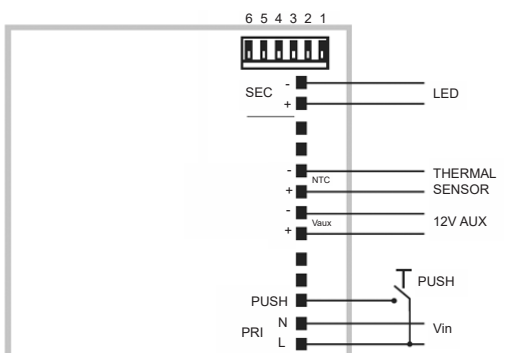 6 5 4 3 2 1
-
SEC
LED
+
-
NTC
THERMAL
+
SENSOR
-
Vaux
12V AUX
+
PUSH
PUSH
N
PRI
Vin
L